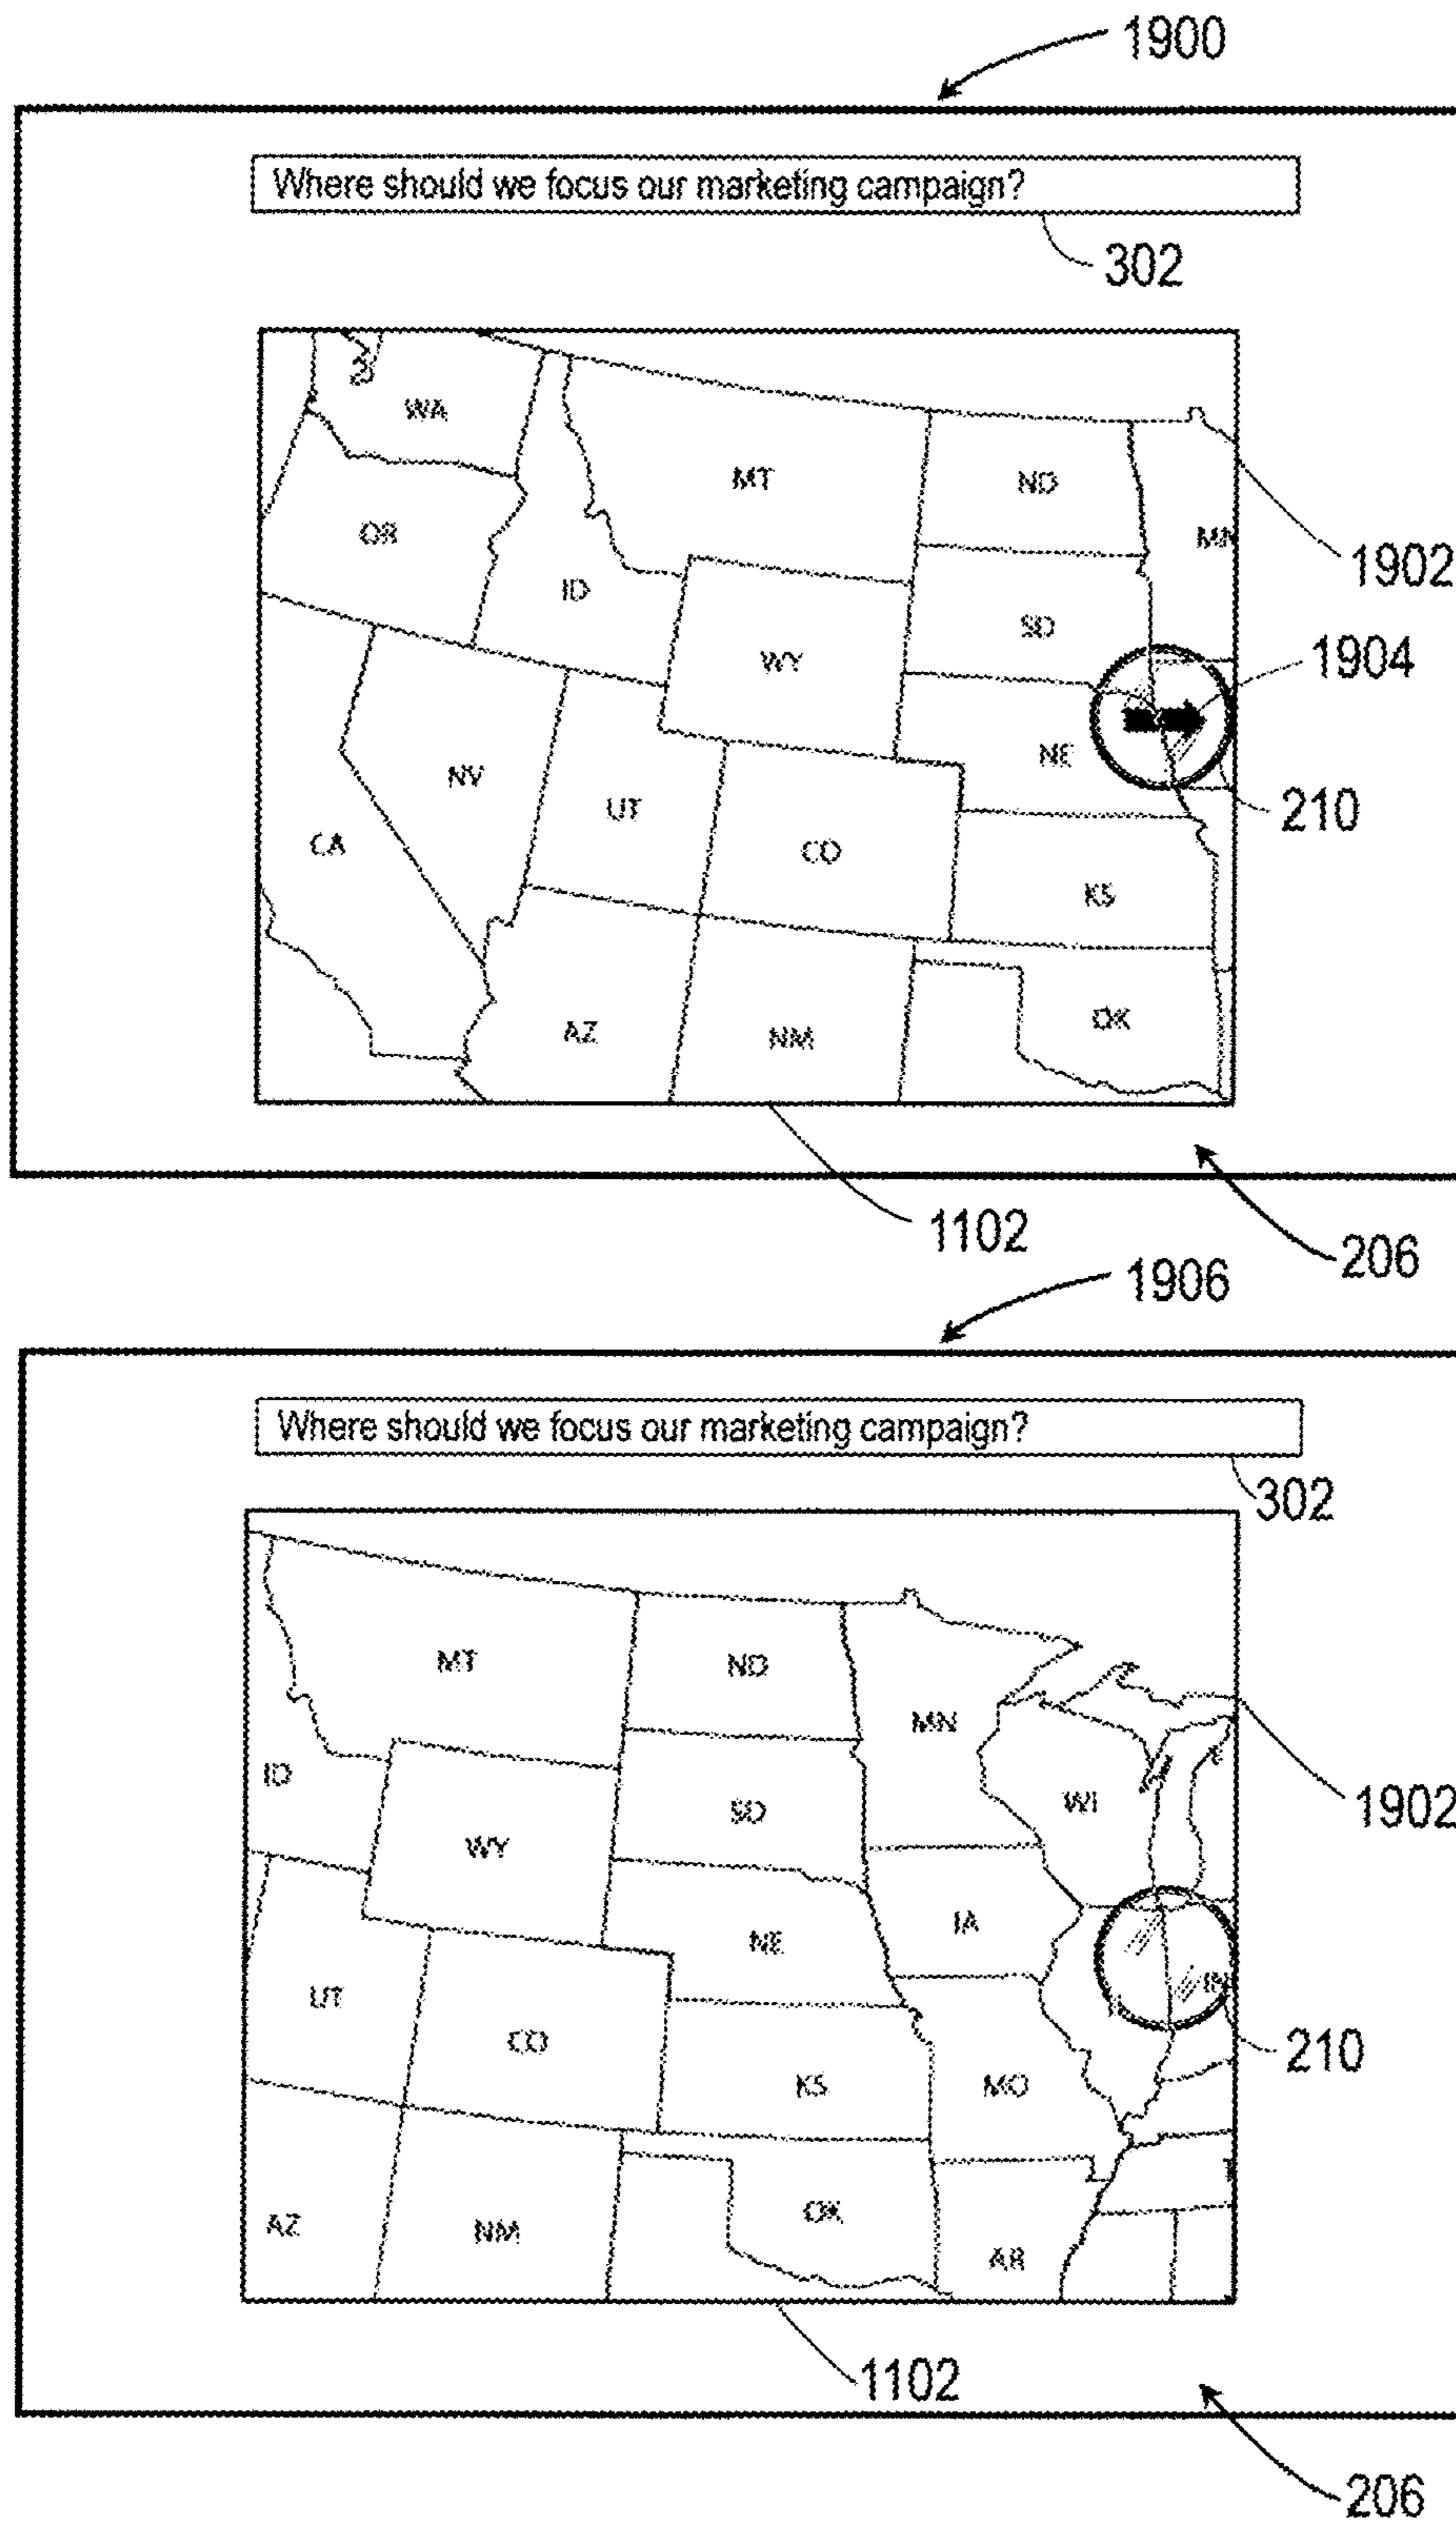 1900
Where should we focus our marketing campaign?
302
WA
MT
ND
OR
MN
1902
ID
SD
WY
1904
NE
NV
UT
210
CA
CO
KS
AZ
NM
OK
1102
206
1906
Where should we focus our marketing campaign?
302
MT
ND
MN
ID
WI
1902
SD
WY
IA
NE
IN
UT
CO
210
KS
MO
AZ
NM
OK
AR
1102
206